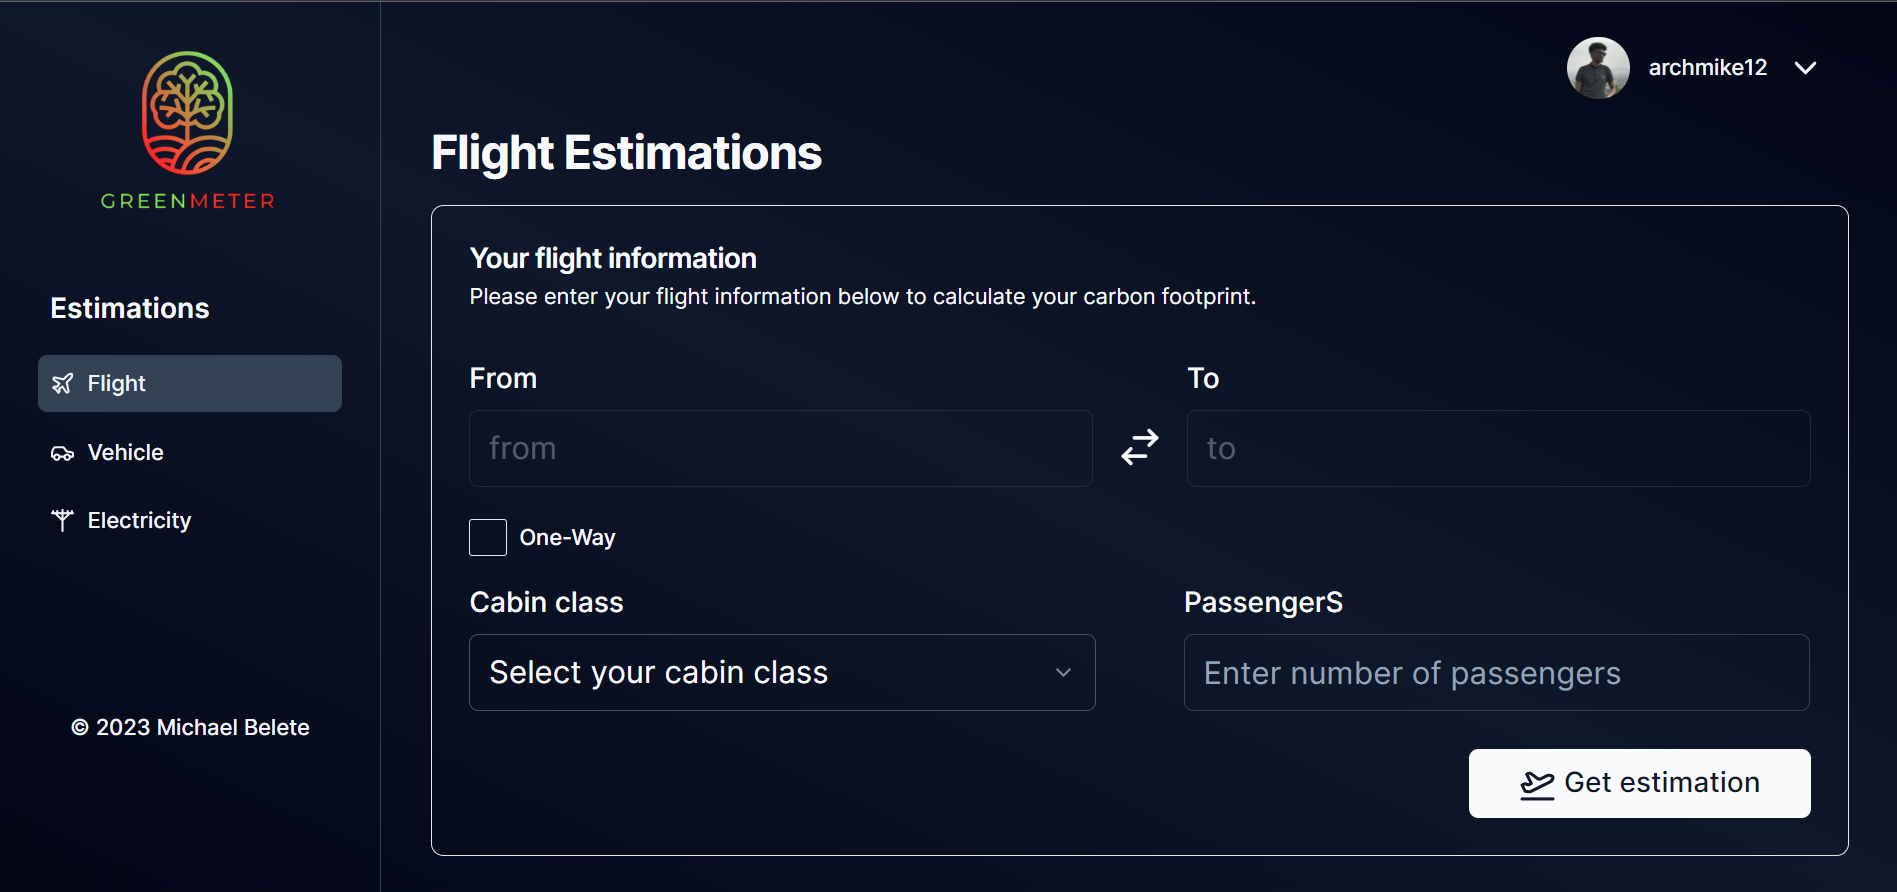 GREENMETER
Estimations
Flight
Vehicle
Electricity
© 2023 Michael Belete
archmike12
Flight Estimations
Your flight information
Please enter your flight information below to calculate your carbon footprint.
From
from
To
to
One-Way
Cabin class
Select your cabin class
PassengerS
Enter number of passengers
Get estimation